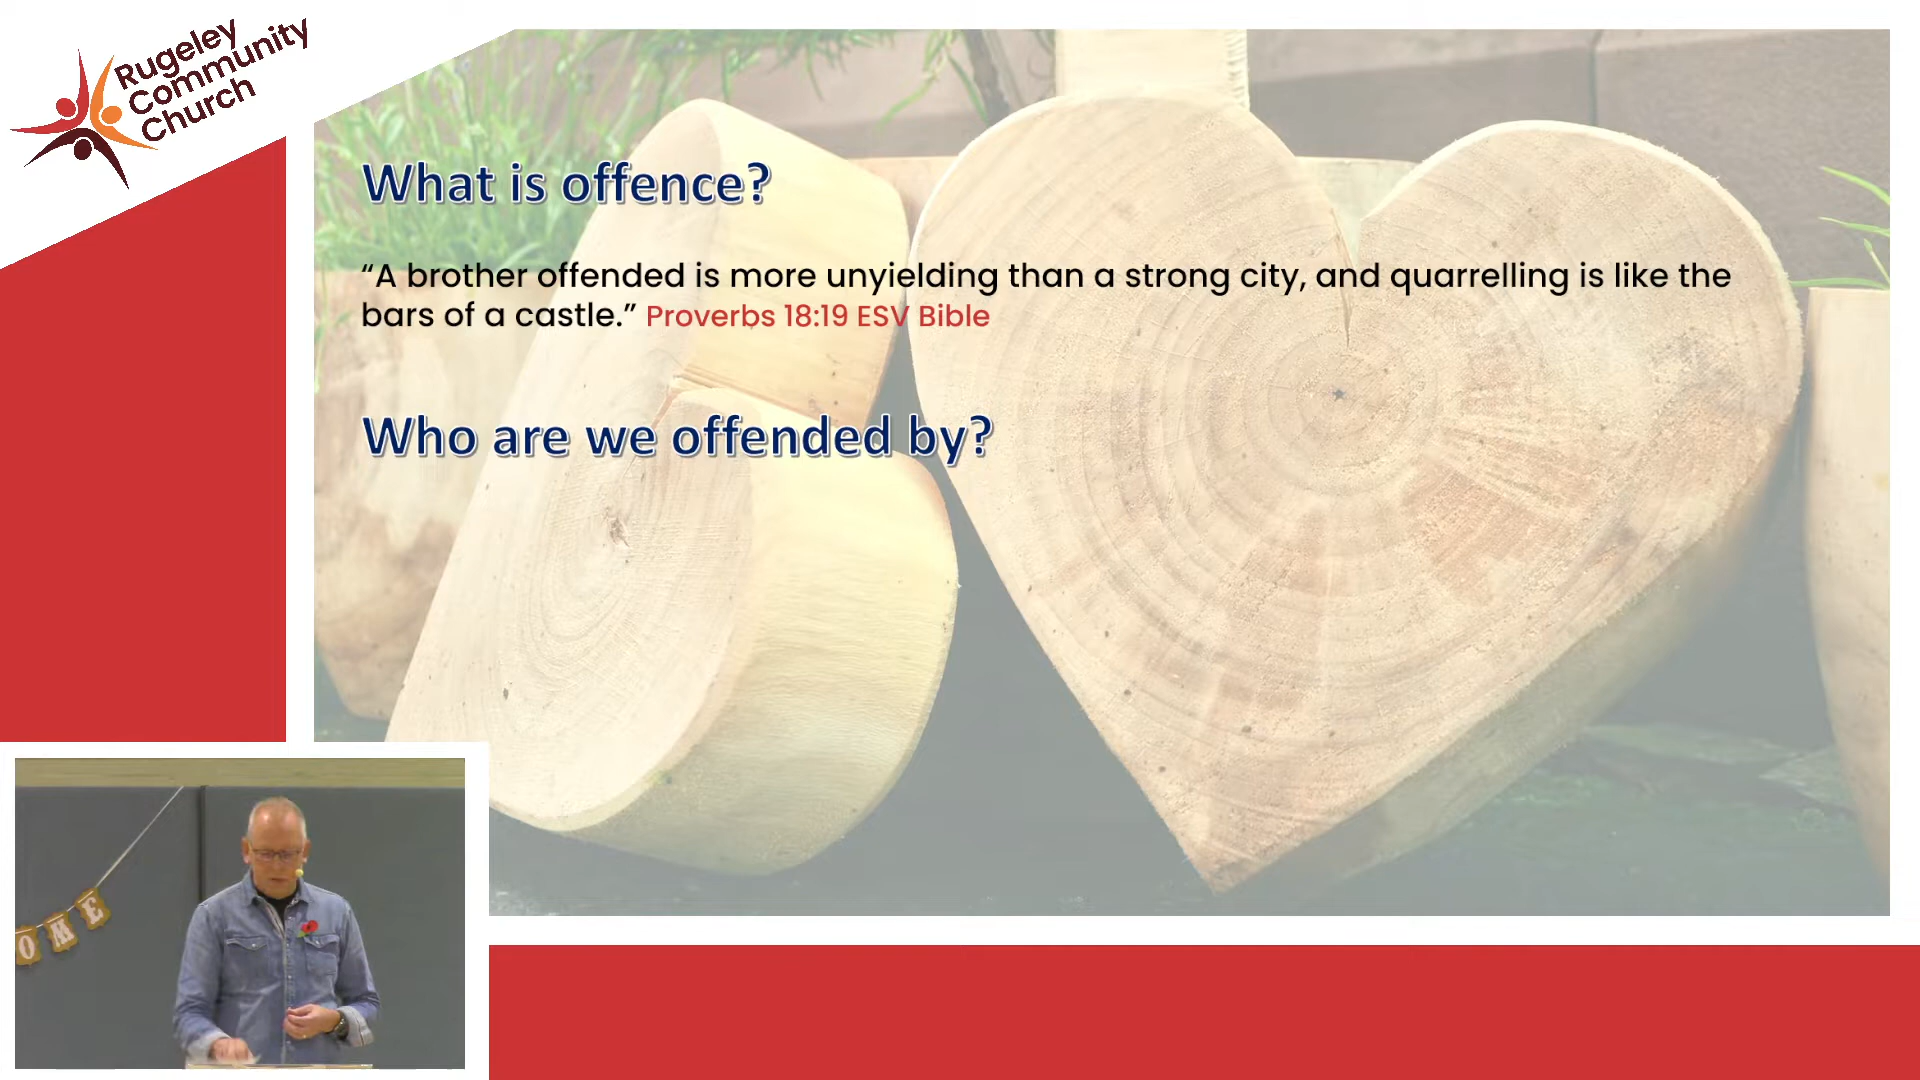 Rugeley
Community
Church
What is offence?
“A brother offended is more unyielding than a strong city, and quarrelling is like the
bars of a castle.” Proverbs 18:19 ESV Bible
Who are we offended by?
OME